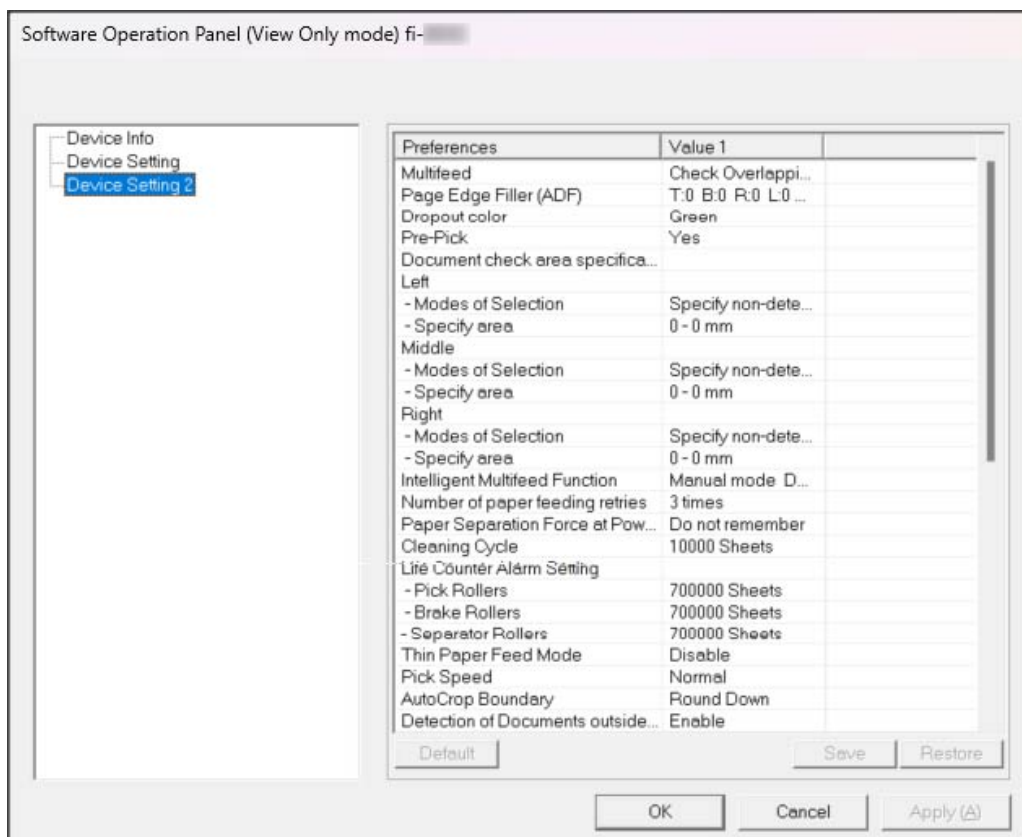 Software Operation Panel (View Only mode) fi-
Device Info
Device Setting
Device Setting 2
Preferences Value 1
Multifeed Check Overlappi...
Page Edge Filler (ADF) T:0 B:0 R:0 L:0 ...
Dropout color Green
Pre-Pick Yes
Document check area specifica...
Left
- Modes of Selection Specify non-dete...
- Specify area 0 - 0 mm
Middle
- Modes of Selection Specify non-dete...
- Specify area 0 - 0 mm
Right
- Modes of Selection Specify non-dete...
- Specify area 0 - 0 mm
Intelligent Multifeed Function Manual mode D...
Number of paper feeding retries 3 times
Paper Separation Force at Pow... Do not remember
Cleaning Cycle 10000 Sheets
Life Counter Alarm Setting
- Pick Rollers 700000 Sheets
- Brake Rollers 700000 Sheets
- Separator Rollers 700000 Sheets
Thin Paper Feed Mode Disable
Pick Speed Normal
AutoCrop Boundary Round Down
Detection of Documents outside... Enable
Default Save Restore
OK Cancel Apply (A)